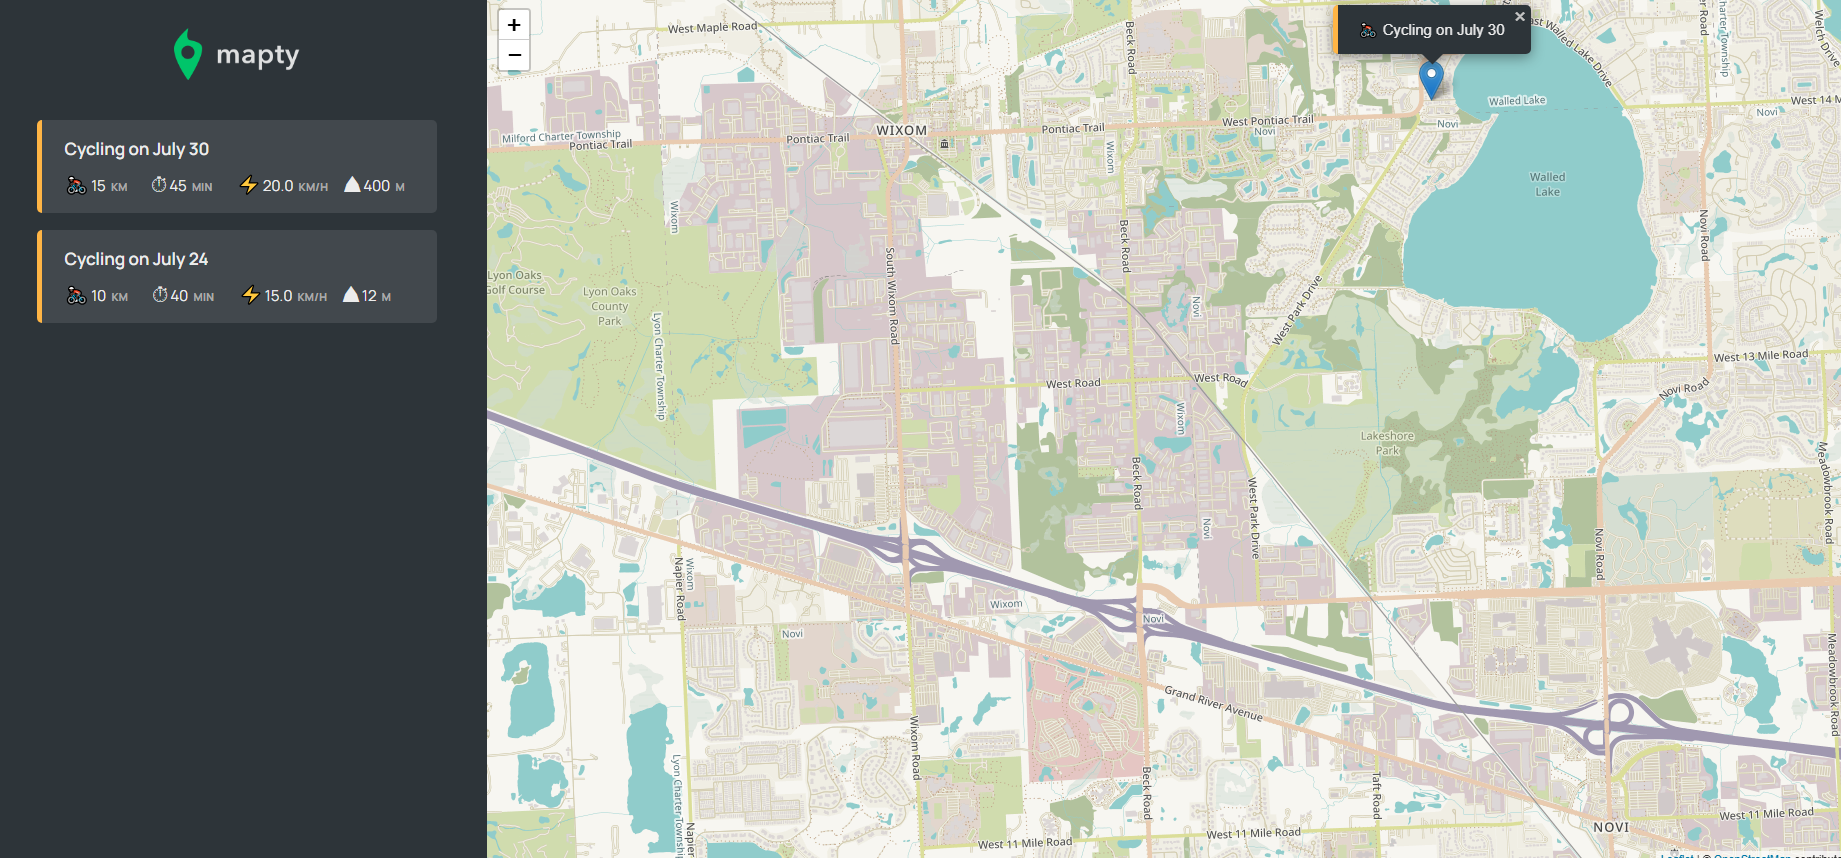 mapty
Cycling on July 30
15 KM 45 MIN 20.0 KM/H 400 M
Cycling on July 24
10 KM 40 MIN 15.0 KM/H 12 M
+
−
Cycling on July 30
×
West Maple Road
Beck Road
East Walled Lake Drive
Charter Township
Welch Drive
Walled Lake
West 14 M
Novi
Milford Charter Township
Pontiac Trail
Pontiac Trail
WIXOM
Pontiac Trail
West Pontiac Trail
Novi
Novi
Wixom
Walled
Lake
Wixom
Beck Road
Novi Road
South Wixom Road
Lyon Oaks
Golf Course
Lyon Oaks
County
Park
Novi
West Park Drive
Lyon Charter Township
West Road
West Road
West 13 Mile Road
Novi Road
Wixom
Lakeshore
Park
Meadowbrook Road
Beck Road
West Park Drive
Novi
Novi Road
Wixom
Napier Road
Wixom
Novi
Novi
Meadowbrook Road
Grand River Avenue
Wixom Road
Lyon Charter Township
Beck Road
Taft Road
Napier
West 11 Mile Road
West 11 Mile Road
NOVI
West 11 Mile Road
Leaflet | © OpenStreetMap contribut